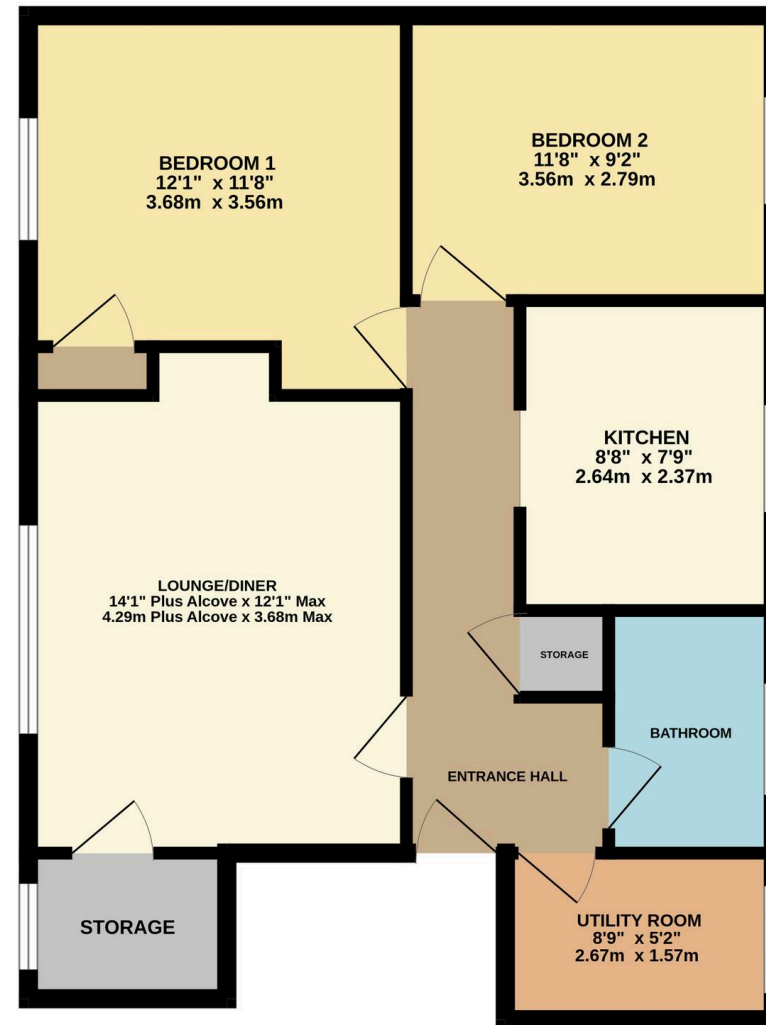 BEDROOM 1
12'1" x 11'8"
3.68m x 3.56m
BEDROOM 2
11'8" x 9'2"
3.56m x 2.79m
KITCHEN
8'8" x 7'9"
2.64m x 2.37m
LOUNGE/DINER
14'1" Plus Alcove x 12'1" Max
4.29m Plus Alcove x 3.68m Max
STORAGE
BATHROOM
ENTRANCE HALL
STORAGE
UTILITY ROOM
8'9" x 5'2"
2.67m x 1.57m